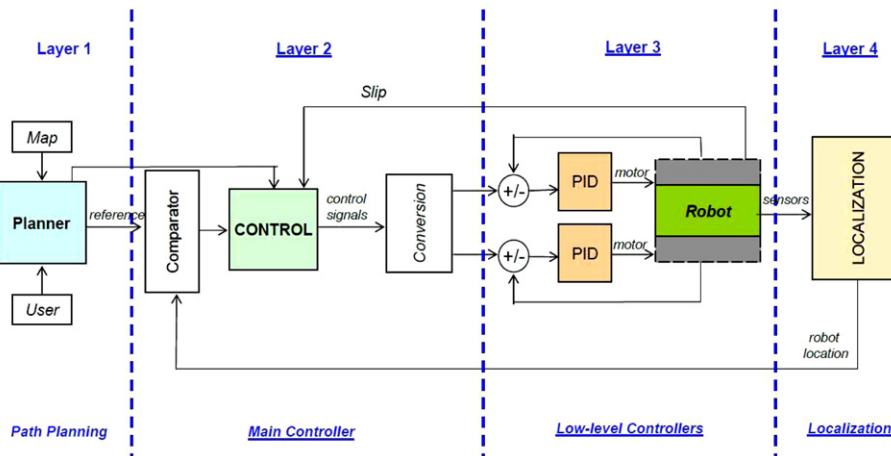 Layer 1
Layer 2
Layer 3
Layer 4
Slip
Map
Planner
reference
User
Comparator
CONTROL
control
signals
Conversion
+/-
PID
motor
+/-
PID
motor
Robot
sensors
LOCALIZATION
robot
location
Path Planning
Main Controller
Low-level Controllers
Localization